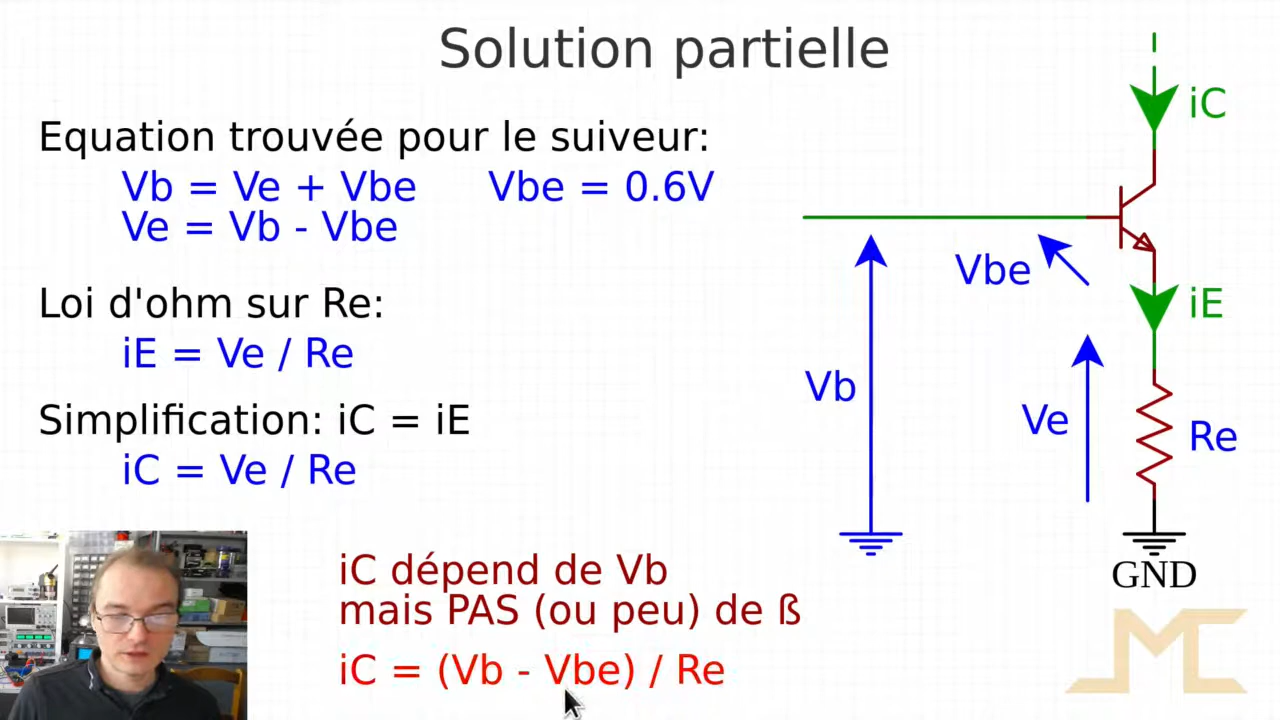 Solution partielle
Equation trouvée pour le suiveur:
Vb = Ve + Vbe Vbe = 0.6V
Ve = Vb - Vbe
Loi d'ohm sur Re:
iE = Ve / Re
Simplification: iC = iE
iC = Ve / Re
iC dépend de Vb
mais PAS (ou peu) de ß
iC = (Vb - Vbe) / Re
iC
Vbe
iE
Vb
Ve
Re
GND
MC